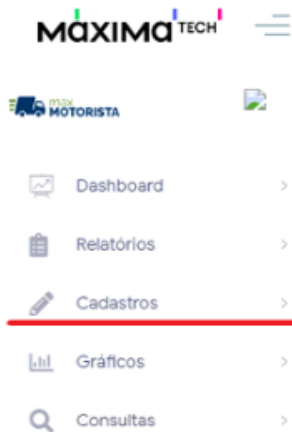 MÁXIMA TECH
max
MOTORISTA
Dashboard
Relatórios
Cadastros
Gráficos
Consultas